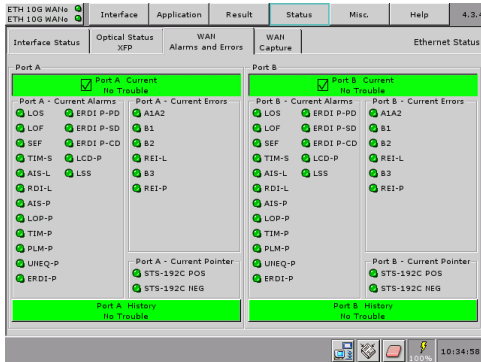 ETH 10G WANo
ETH 10G WANo
Interface Application Result Status Misc. Help 4.3.4
Interface Status
Optical Status
XFP
WAN
Alarms and Errors
WAN
Capture
Ethernet Status
Port A
Port A Current
No Trouble
Port A - Current Alarms
LOS ERDI P-PD
LOF ERDI P-SD
SEF ERDI P-CD
TIM-S LCD-P
AIS-L LSS
RDI-L
AIS-P
LOP-P
TIM-P
PLM-P
UNEQ-P
ERDI-P
Port A - Current Errors
A1A2
B1
B2
REI-L
B3
REI-P
Port A - Current Pointer
STS-192C POS
STS-192C NEG
Port A History
No Trouble
Port B
Port B Current
No Trouble
Port B - Current Alarms
LOS ERDI P-PD
LOF ERDI P-SD
SEF ERDI P-CD
TIM-S LCD-P
AIS-L LSS
RDI-L
AIS-P
LOP-P
TIM-P
PLM-P
UNEQ-P
ERDI-P
Port B - Current Errors
A1A2
B1
B2
REI-L
B3
REI-P
Port B - Current Pointer
STS-192C POS
STS-192C NEG
Port B History
No Trouble
100%
10:34:58